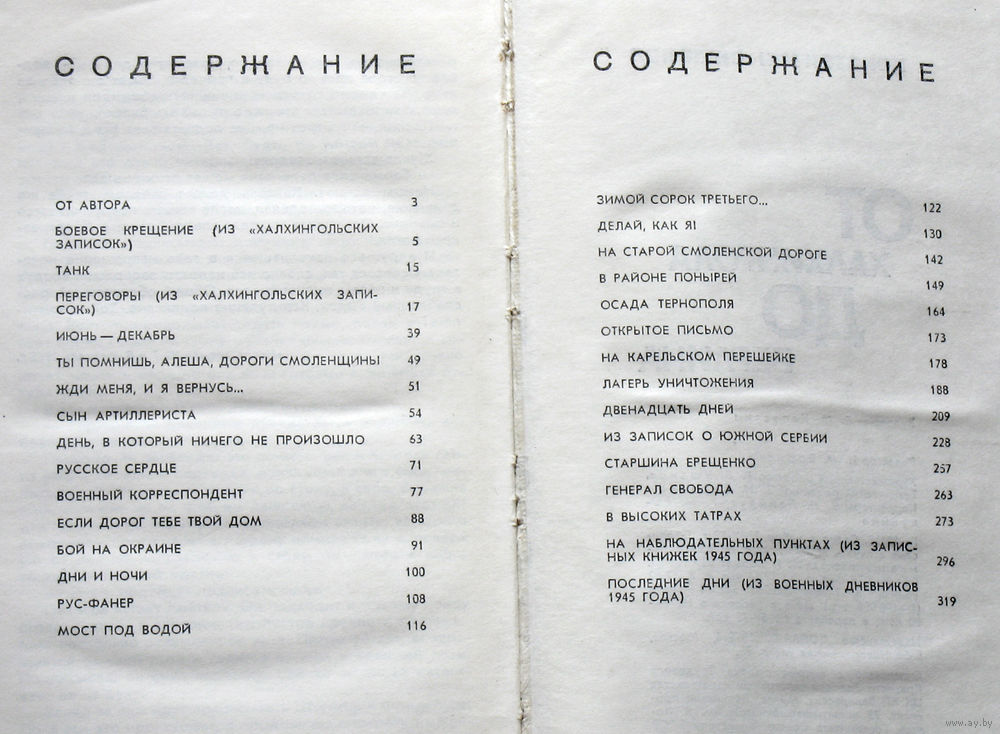 СОДЕРЖАНИЕ
ОТ АВТОРА 3
БОЕВОЕ КРЕЩЕНИЕ (ИЗ «ХАЛХИНГОЛЬСКИХ
ЗАПИСОК») 5
ТАНК 15
ПЕРЕГОВОРЫ (ИЗ «ХАЛХИНГОЛЬСКИХ ЗАПИ-
СОК») 17
ИЮНЬ — ДЕКАБРЬ 39
ТЫ ПОМНИШЬ, АЛЕША, ДОРОГИ СМОЛЕНЩИНЫ 49
ЖДИ МЕНЯ, И Я ВЕРНУСЬ... 51
СЫН АРТИЛЛЕРИСТА 54
ДЕНЬ, В КОТОРЫЙ НИЧЕГО НЕ ПРОИЗОШЛО 63
РУССКОЕ СЕРДЦЕ 71
ВОЕННЫЙ КОРРЕСПОНДЕНТ 77
ЕСЛИ ДОРОГ ТЕБЕ ТВОЙ ДОМ 88
БОЙ НА ОКРАИНЕ 91
ДНИ И НОЧИ 100
РУС-ФАНЕР 108
МОСТ ПОД ВОДОЙ 116
СОДЕРЖАНИЕ
ЗИМОЙ СОРОК ТРЕТЬЕГО... 122
ДЕЛАЙ, КАК Я! 130
НА СТАРОЙ СМОЛЕНСКОЙ ДОРОГЕ 142
В РАЙОНЕ ПОНЫРЕЙ 149
ОСАДА ТЕРНОПОЛЯ 164
ОТКРЫТОЕ ПИСЬМО 173
НА КАРЕЛЬСКОМ ПЕРЕШЕЙКЕ 178
ЛАГЕРЬ УНИЧТОЖЕНИЯ 188
ДВЕНАДЦАТЬ ДНЕЙ 209
ИЗ ЗАПИСОК О ЮЖНОЙ СЕРБИИ 228
СТАРШИНА ЕРЕЩЕНКО 257
ГЕНЕРАЛ СВОБОДА 263
В ВЫСОКИХ ТАТРАХ 273
НА НАБЛЮДАТЕЛЬНЫХ ПУНКТАХ (ИЗ ЗАПИС-
НЫХ КНИЖЕК 1945 ГОДА) 296
ПОСЛЕДНИЕ ДНИ (ИЗ ВОЕННЫХ ДНЕВНИКОВ
1945 ГОДА) 319
www.ay.by